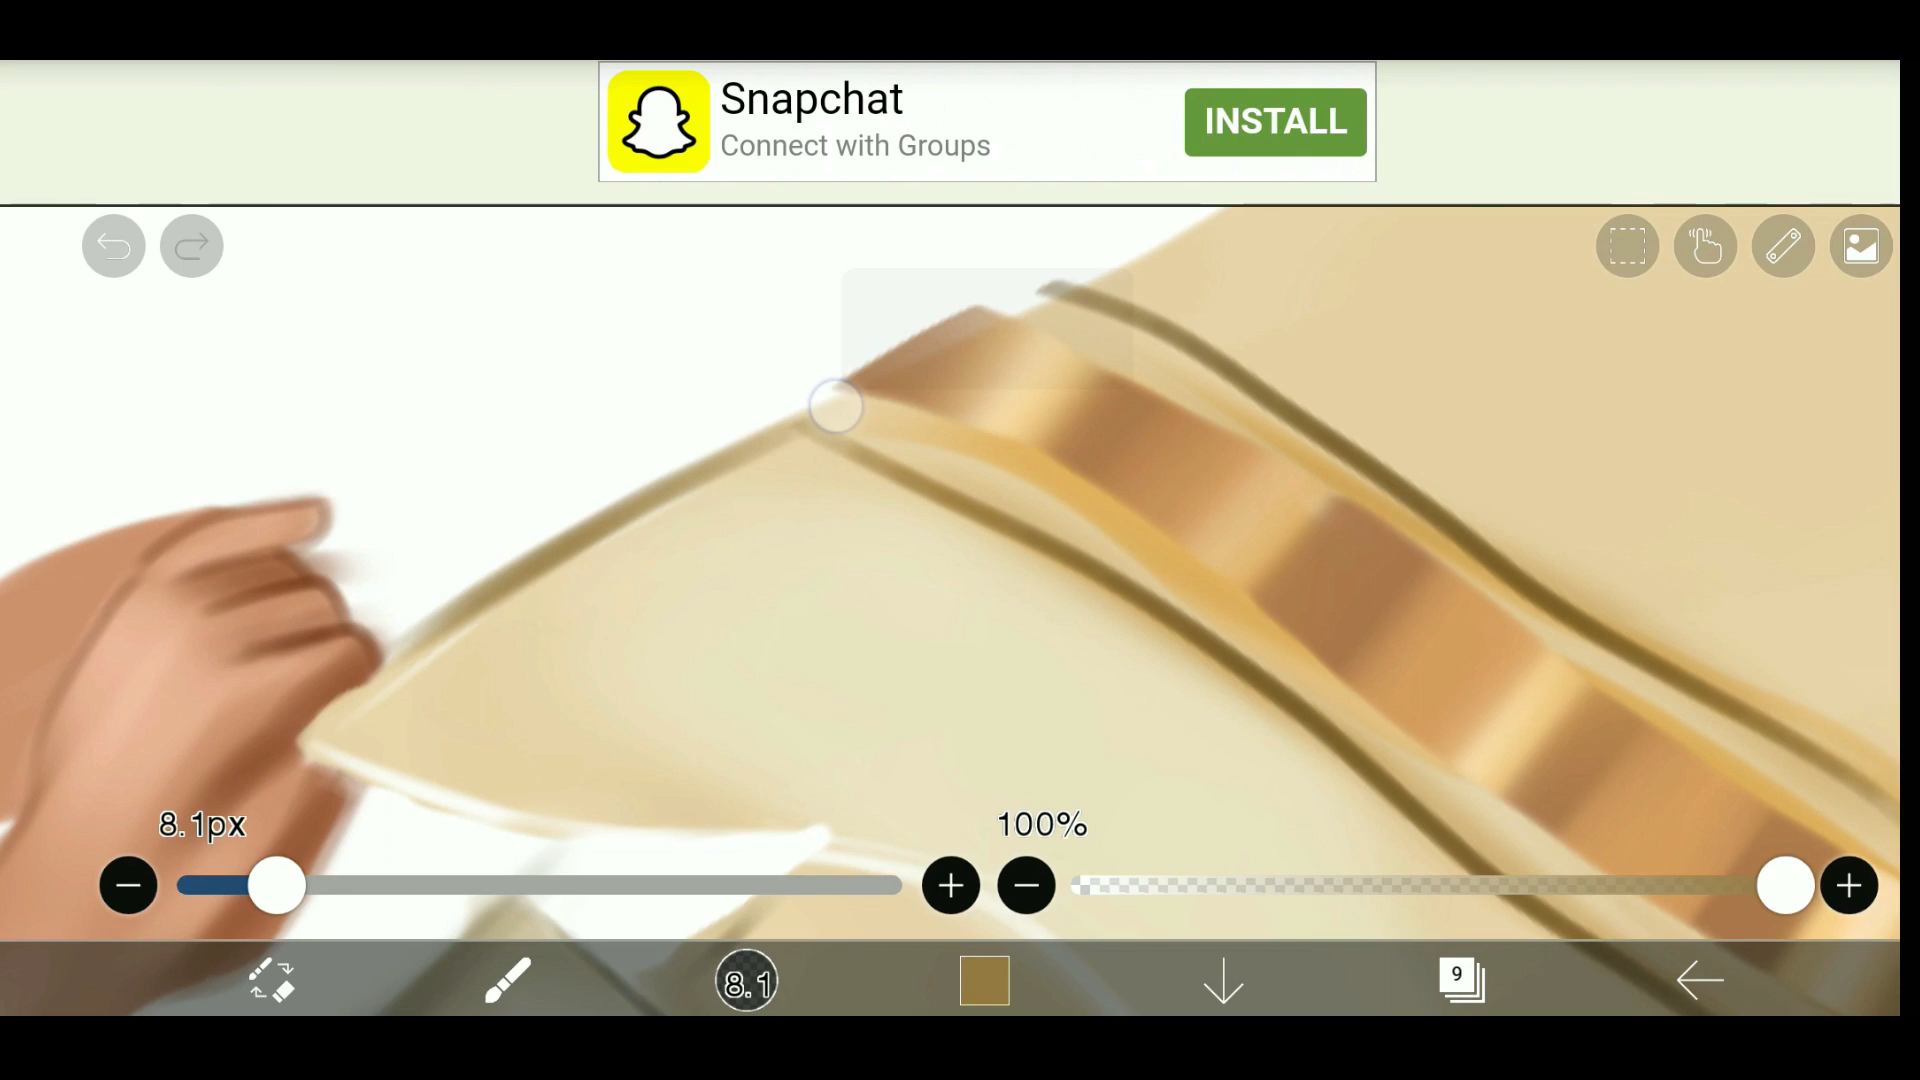 Snapchat
Connect with Groups
INSTALL
8.1px
100%
8.1
9